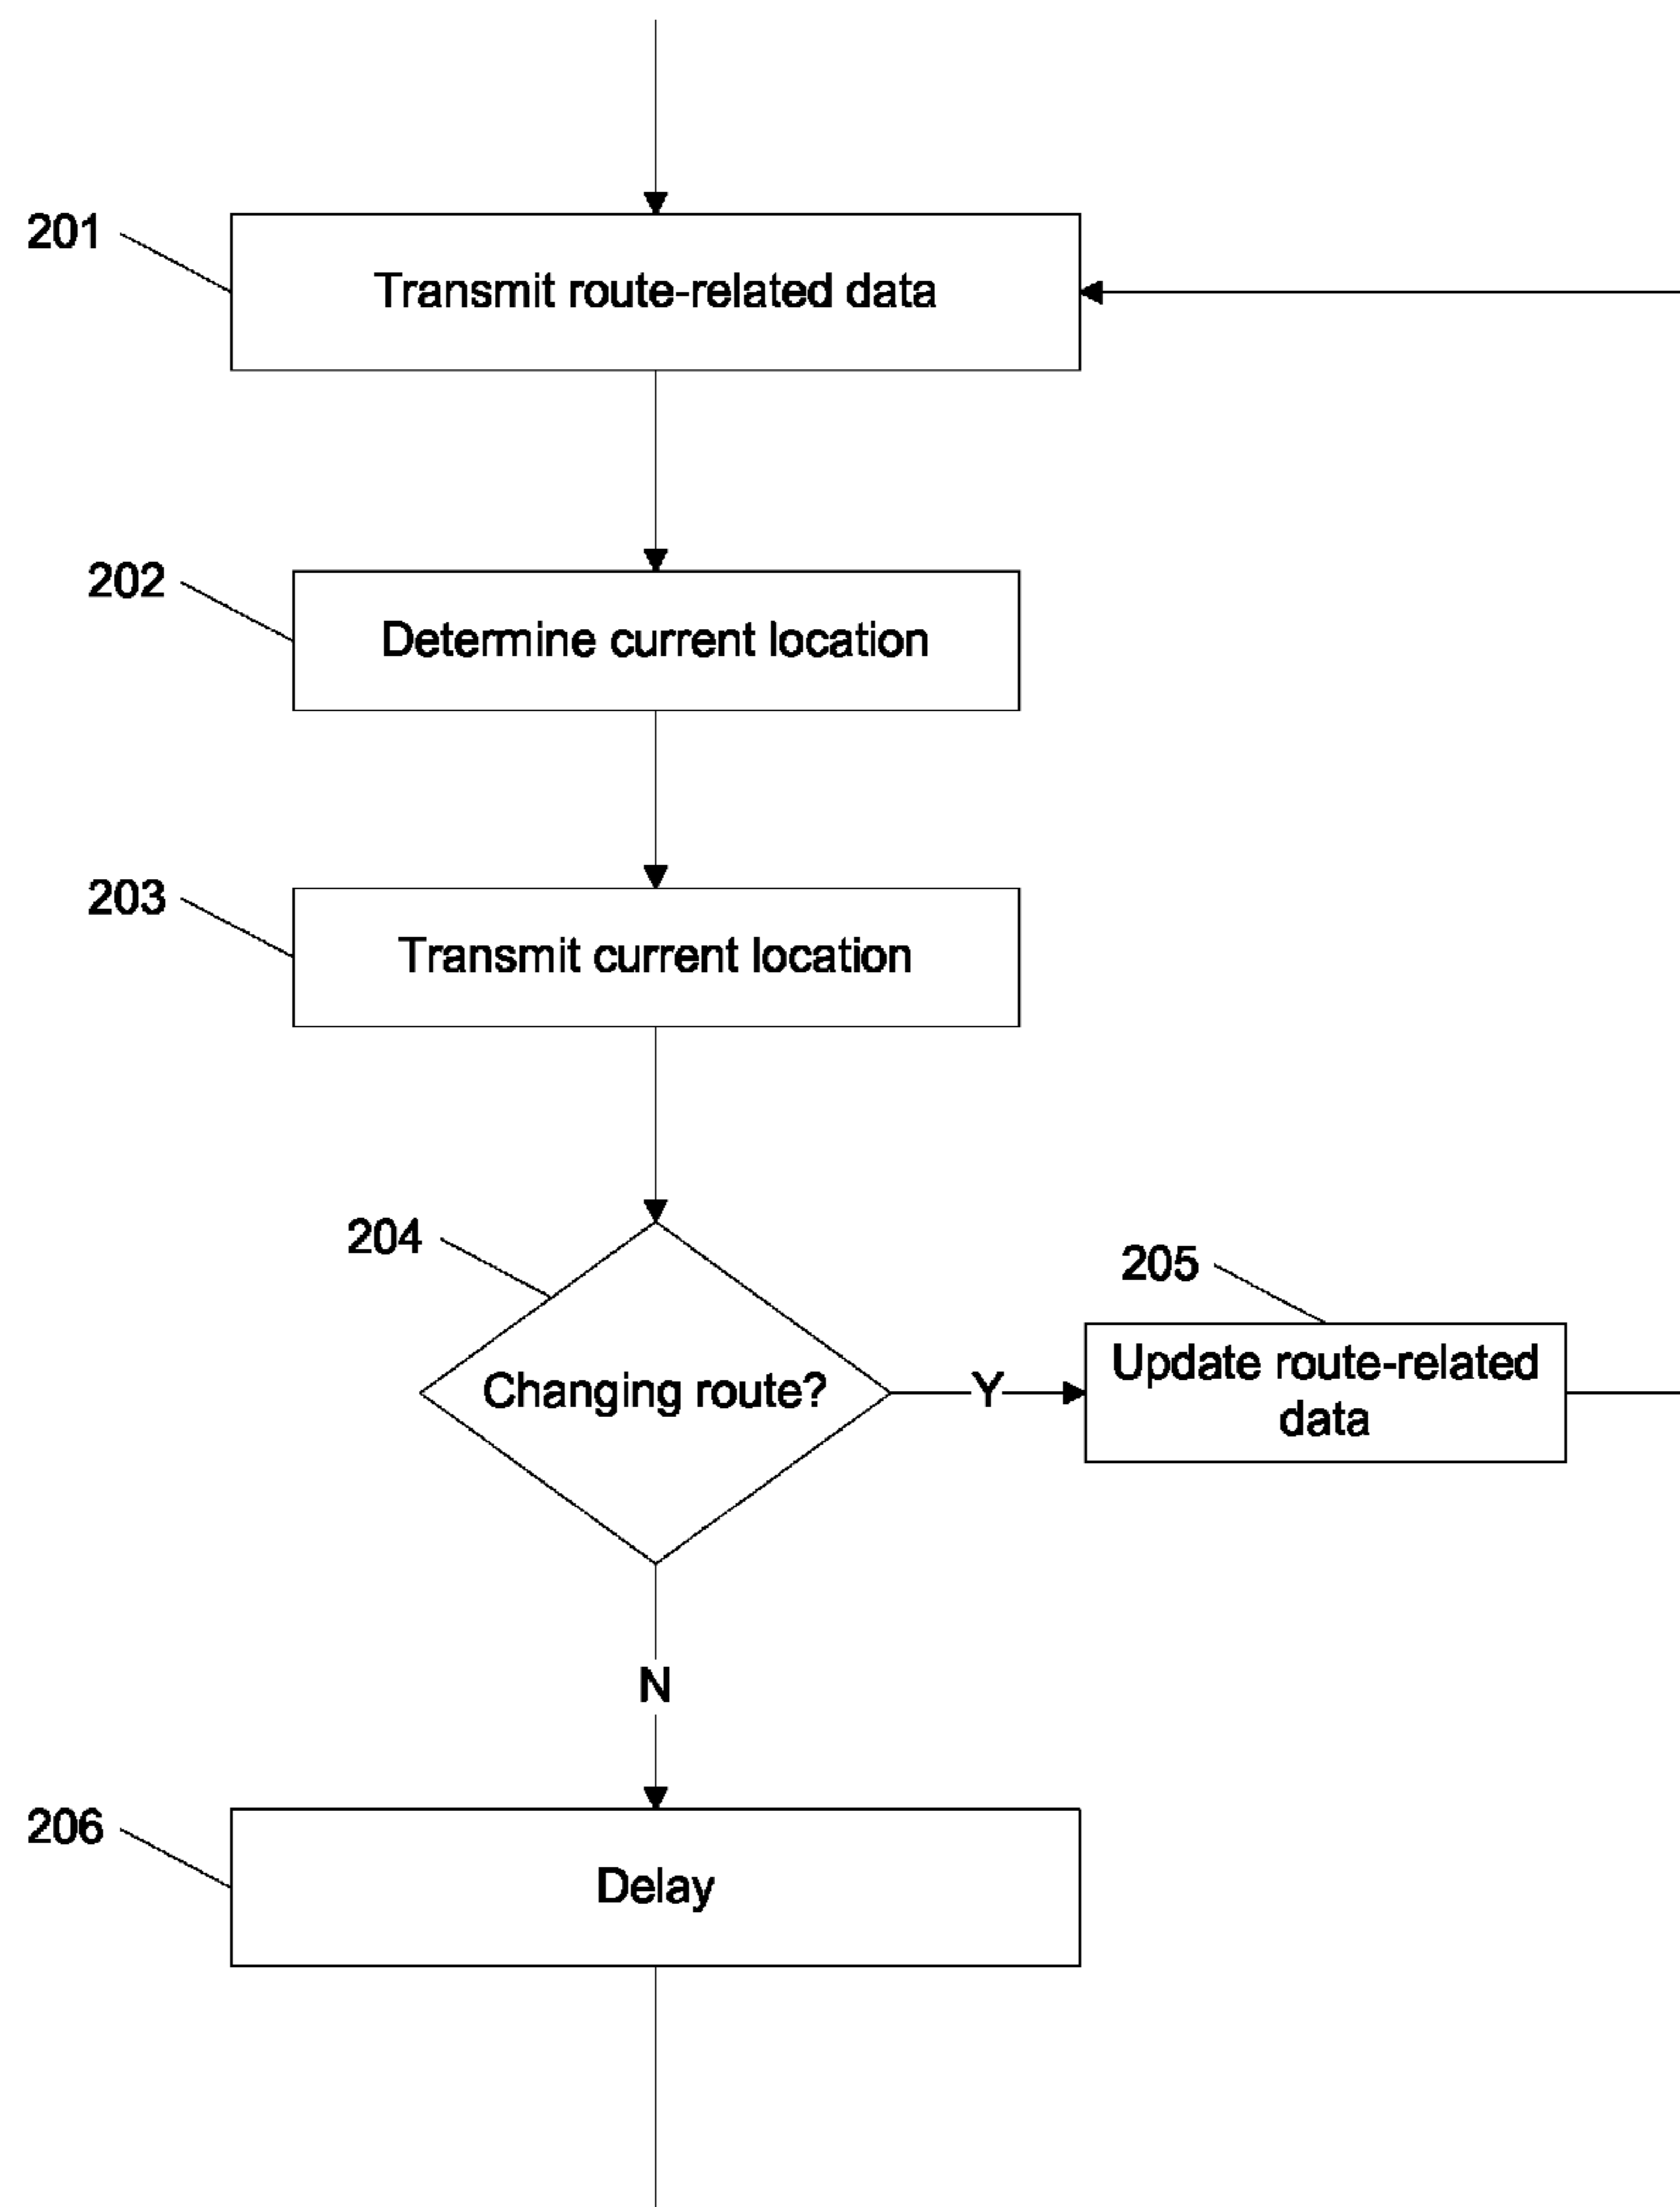 201
Transmit route-related data
202
Determine current location
203
Transmit current location
204
Changing route?
Y
205
Update route-related
data
N
206
Delay